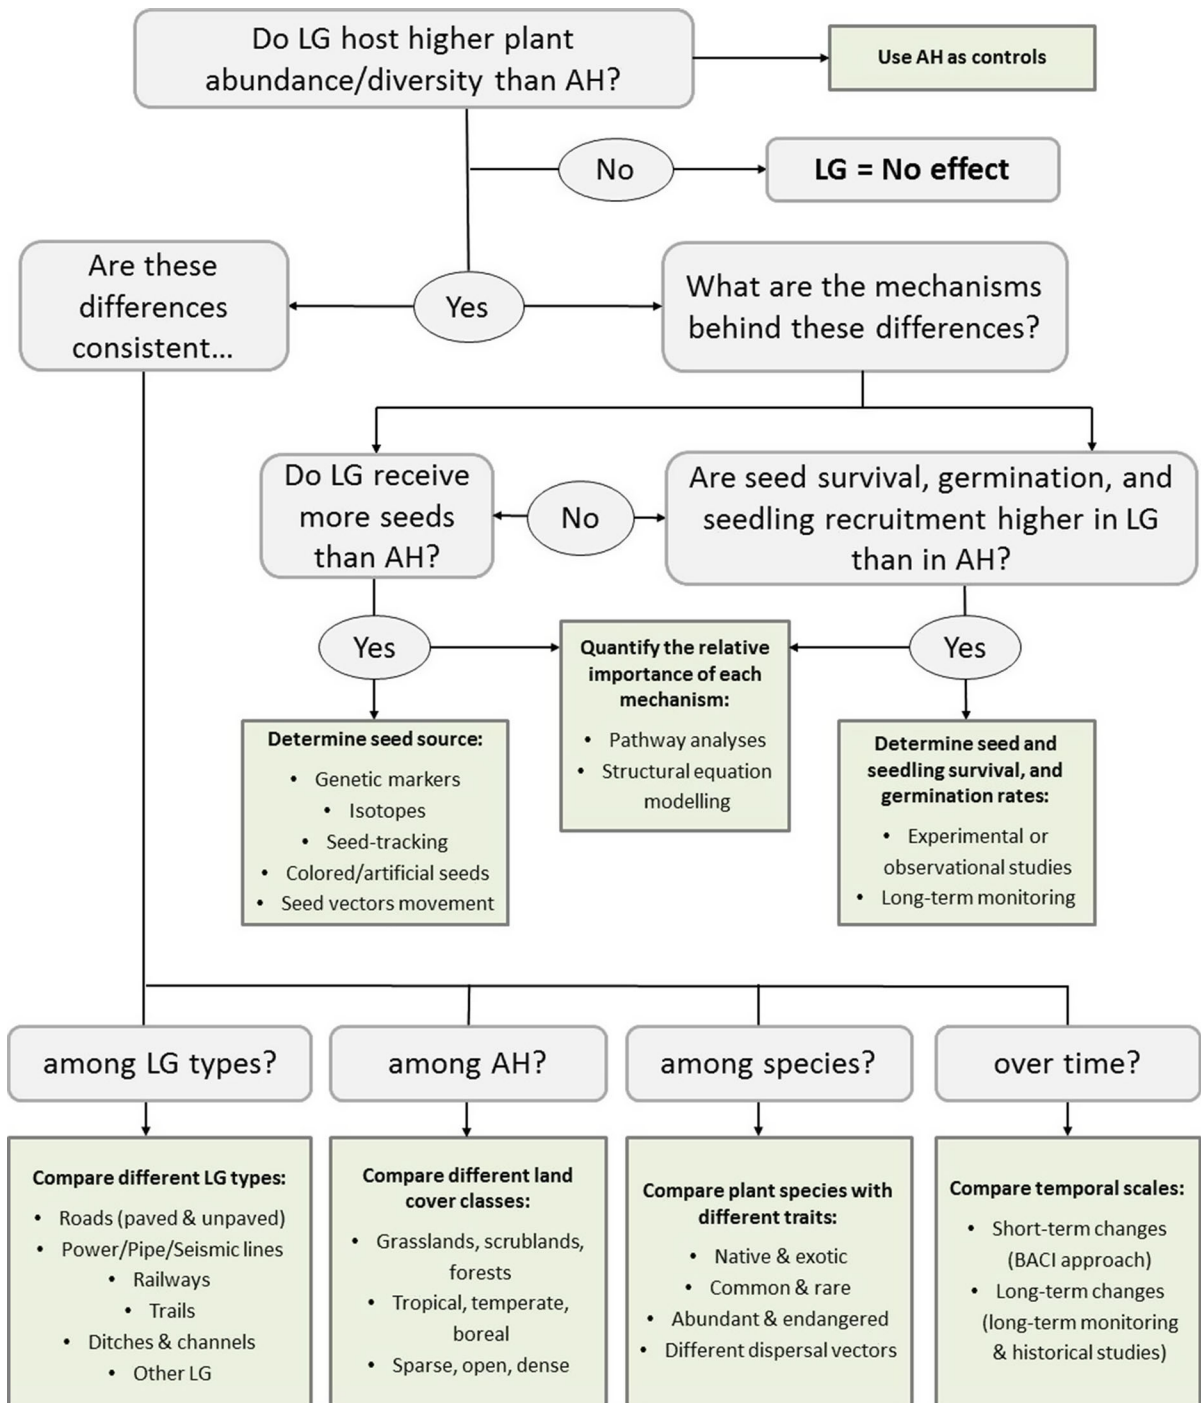 Do LG host higher plant
abundance/diversity than AH?
Use AH as controls
No
LG = No effect
Are these
differences
consistent...
Yes
What are the mechanisms
behind these differences?
Do LG receive
more seeds
than AH?
No
Are seed survival, germination, and
seedling recruitment higher in LG
than in AH?
Yes
Quantify the relative
importance of each
mechanism:
• Pathway analyses
• Structural equation
modelling
Yes
Determine seed source:
• Genetic markers
• Isotopes
• Seed-tracking
• Colored/artificial seeds
• Seed vectors movement
Determine seed and
seedling survival, and
germination rates:
• Experimental or
observational studies
• Long-term monitoring
among LG types?
among AH?
among species?
over time?
Compare different LG types:
• Roads (paved & unpaved)
• Power/Pipe/Seismic lines
• Railways
• Trails
• Ditches & channels
• Other LG
Compare different land
cover classes:
• Grasslands, scrublands,
forests
• Tropical, temperate,
boreal
• Sparse, open, dense
Compare plant species with
different traits:
• Native & exotic
• Common & rare
• Abundant & endangered
• Different dispersal vectors
Compare temporal scales:
• Short-term changes
(BACI approach)
• Long-term changes
(long-term monitoring
& historical studies)